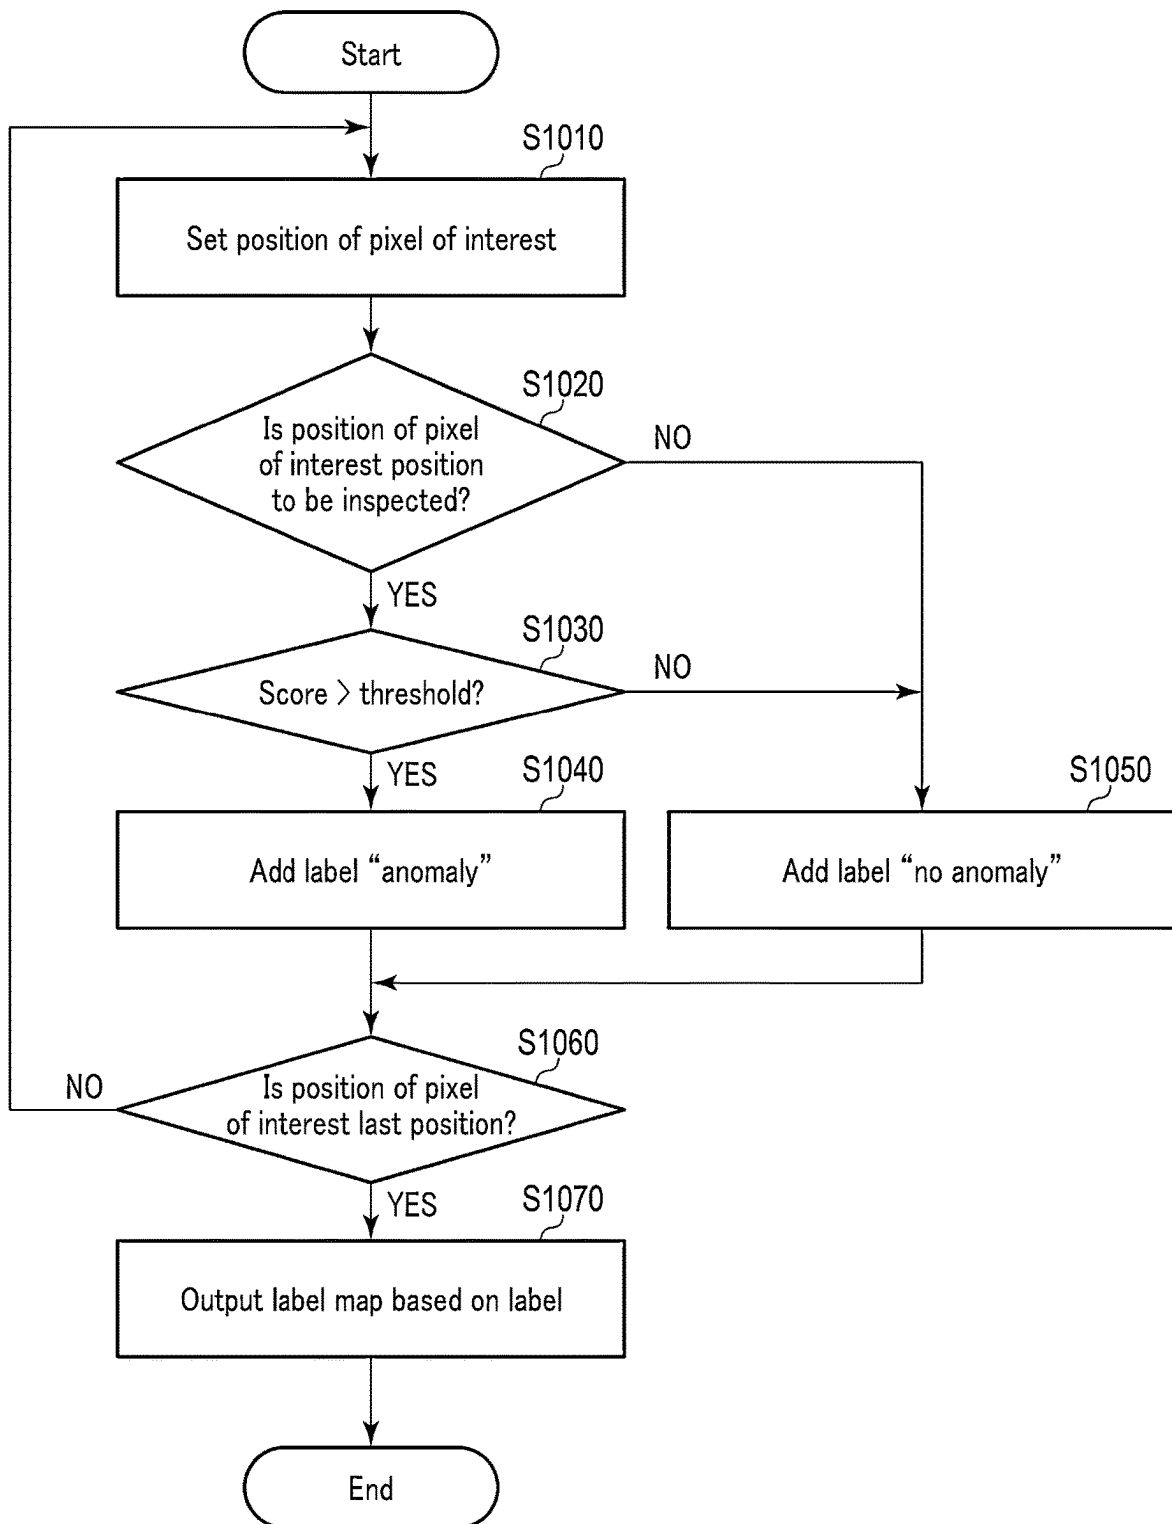 Start
S1010
Set position of pixel of interest
S1020
Is position of pixel
of interest position
to be inspected?
NO
YES
S1030
Score > threshold?
NO
YES
S1040
Add label “anomaly”
S1050
Add label “no anomaly”
S1060
Is position of pixel
of interest last position?
NO
YES
S1070
Output label map based on label
End